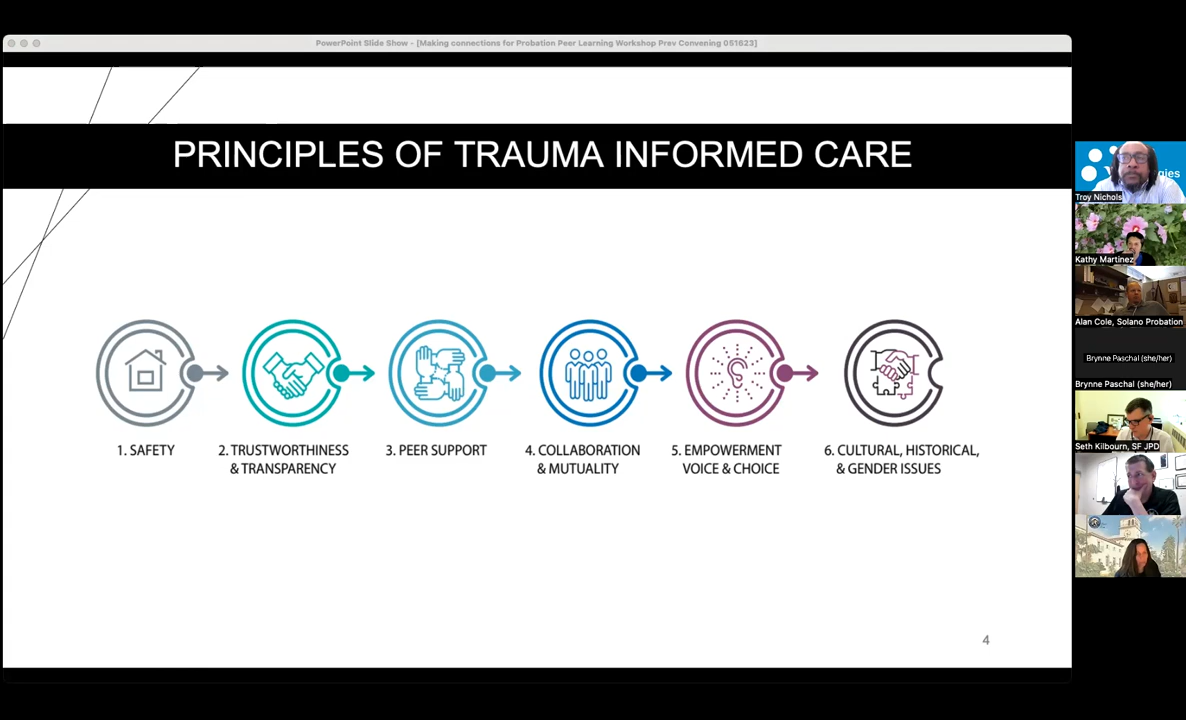 PowerPoint Slide Show - [Making connections for Probation Peer Learning Workshop Prev Convening 051623]
PRINCIPLES OF TRAUMA INFORMED CARE
1. SAFETY
2. TRUSTWORTHINESS
& TRANSPARENCY
3. PEER SUPPORT
4. COLLABORATION
& MUTUALITY
5. EMPOWERMENT
VOICE & CHOICE
6. CULTURAL, HISTORICAL,
& GENDER ISSUES
4
Troy Nichols
Kathy Martinez
Alan Cole, Solano Probation
Brynne Paschal (she/her)
Brynne Paschal (she/her)
Seth Kilbourn, SF JPD